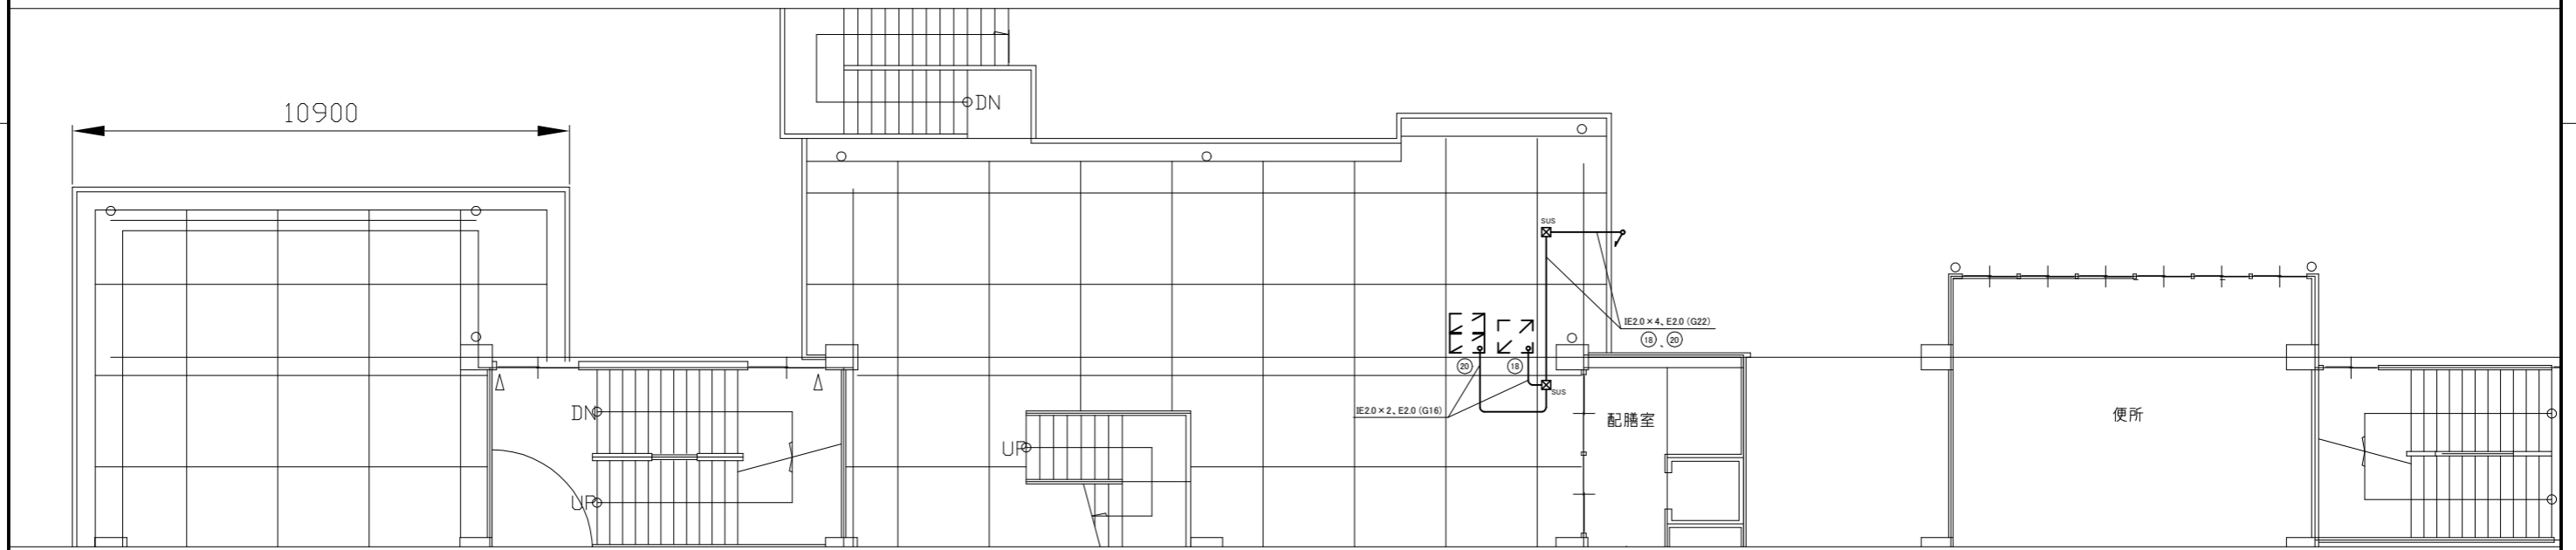 DN
10900
SUS
IE2.0×4、E2.0 (G22)
⑱、⑳
⑳
⑱
SUS
IE2.0×2、E2.0 (G16)
DN
配膳室
便所
UP
UP